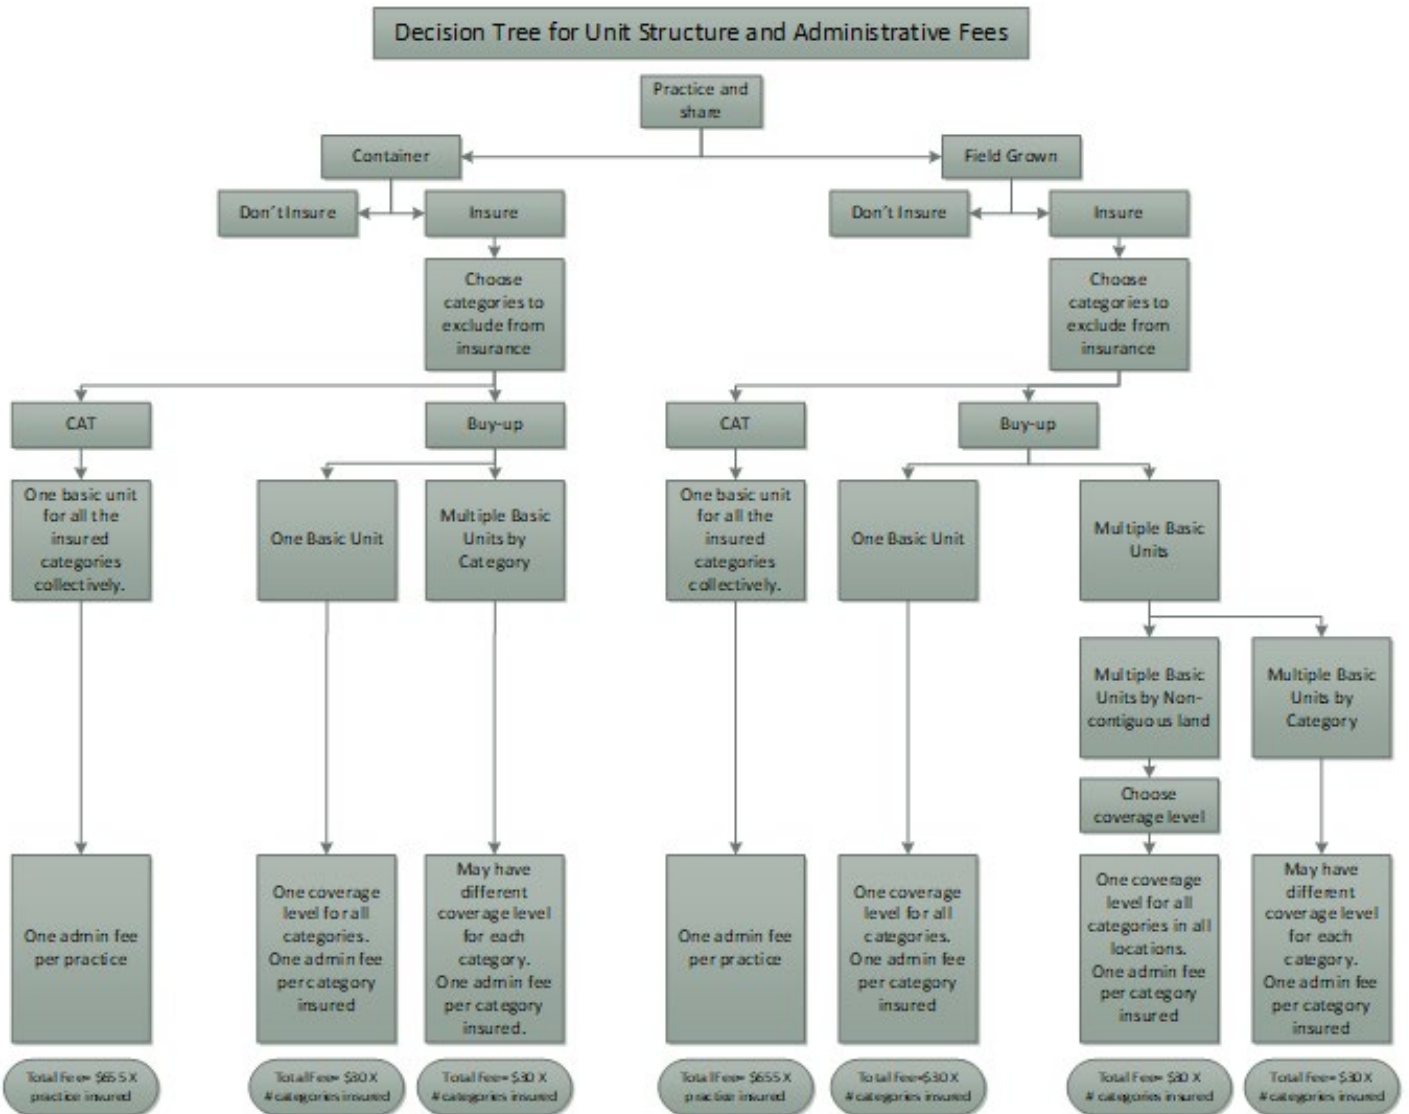 Decision Tree for Unit Structure and Administrative Fees
Practice and
share
Container
Field Grown
Don't Insure
Insure
Don't Insure
Insure
Choose
categories to
exclude from
insurance
Choose
categories to
exclude from
insurance
CAT
Buy-up
CAT
Buy-up
One basic unit
for all the
insured
categories
collectively.
One Basic Unit
Multiple Basic
Units by
Category
One basic unit
for all the
insured
categories
collectively.
One Basic Unit
Multiple Basic
Units
Multiple Basic
Units by Non-
contiguous land
Multiple Basic
Units by
Category
Choose
coverage level
One admin fee
per practice
One coverage
level for all
categories.
One admin fee
per category
insured
May have
different
coverage level
for each
category.
One admin fee
per category
insured.
One admin fee
per practice
One coverage
level for all
categories.
One admin fee
per category
insured
One coverage
level for all
categories in all
locations.
One admin fee
per category
insured
May have
different
coverage level
for each
category.
One admin fee
per category
insured
Total Fee= $655 X
practice insured
Total Fee= $30 X
# categories insured
Total Fee= $30 X
# categories insured
Total Fee= $655 X
practice insured
Total Fee=$30 X
# categories insured
Total Fee= $30 X
# categories insured
Total Fee= $30 X
# categories insured